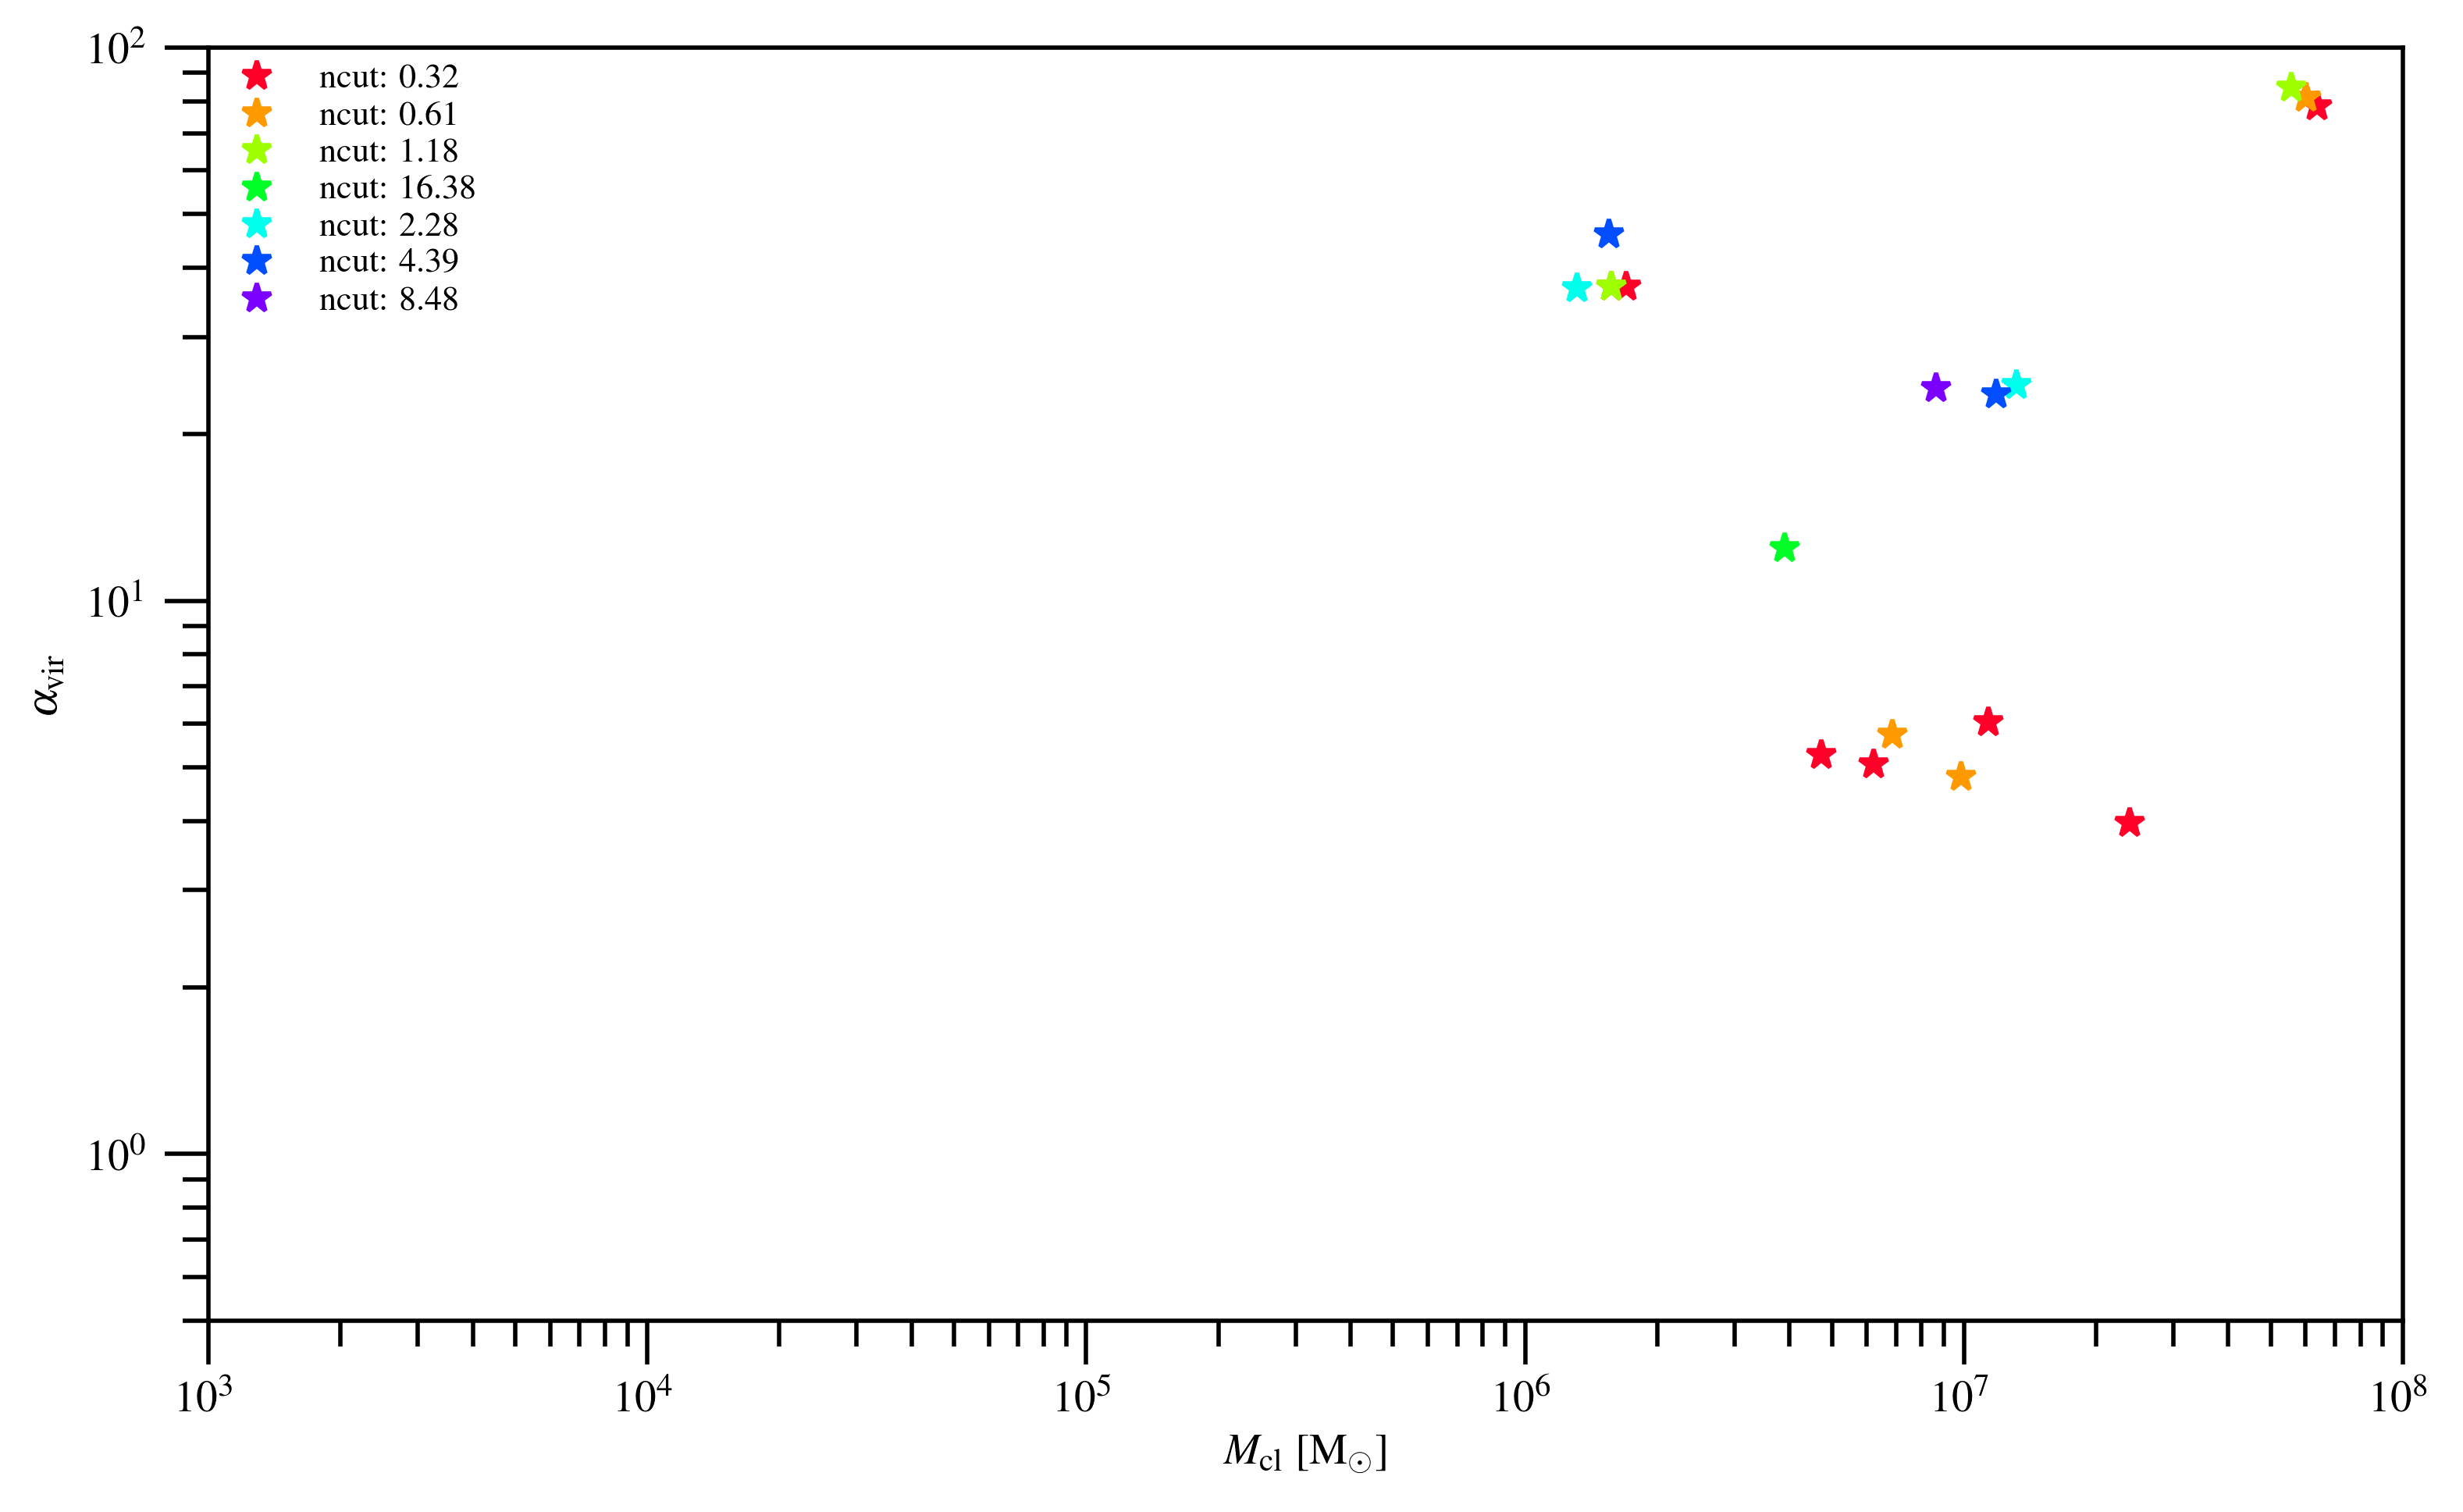 10²
ncut: 0.32
ncut: 0.61
ncut: 1.18
ncut: 16.38
ncut: 2.28
ncut: 4.39
ncut: 8.48
10¹
α_vir
10⁰
10³ 10⁴ 10⁵ 10⁶ 10⁷ 10⁸
M_cl [M_⊙]